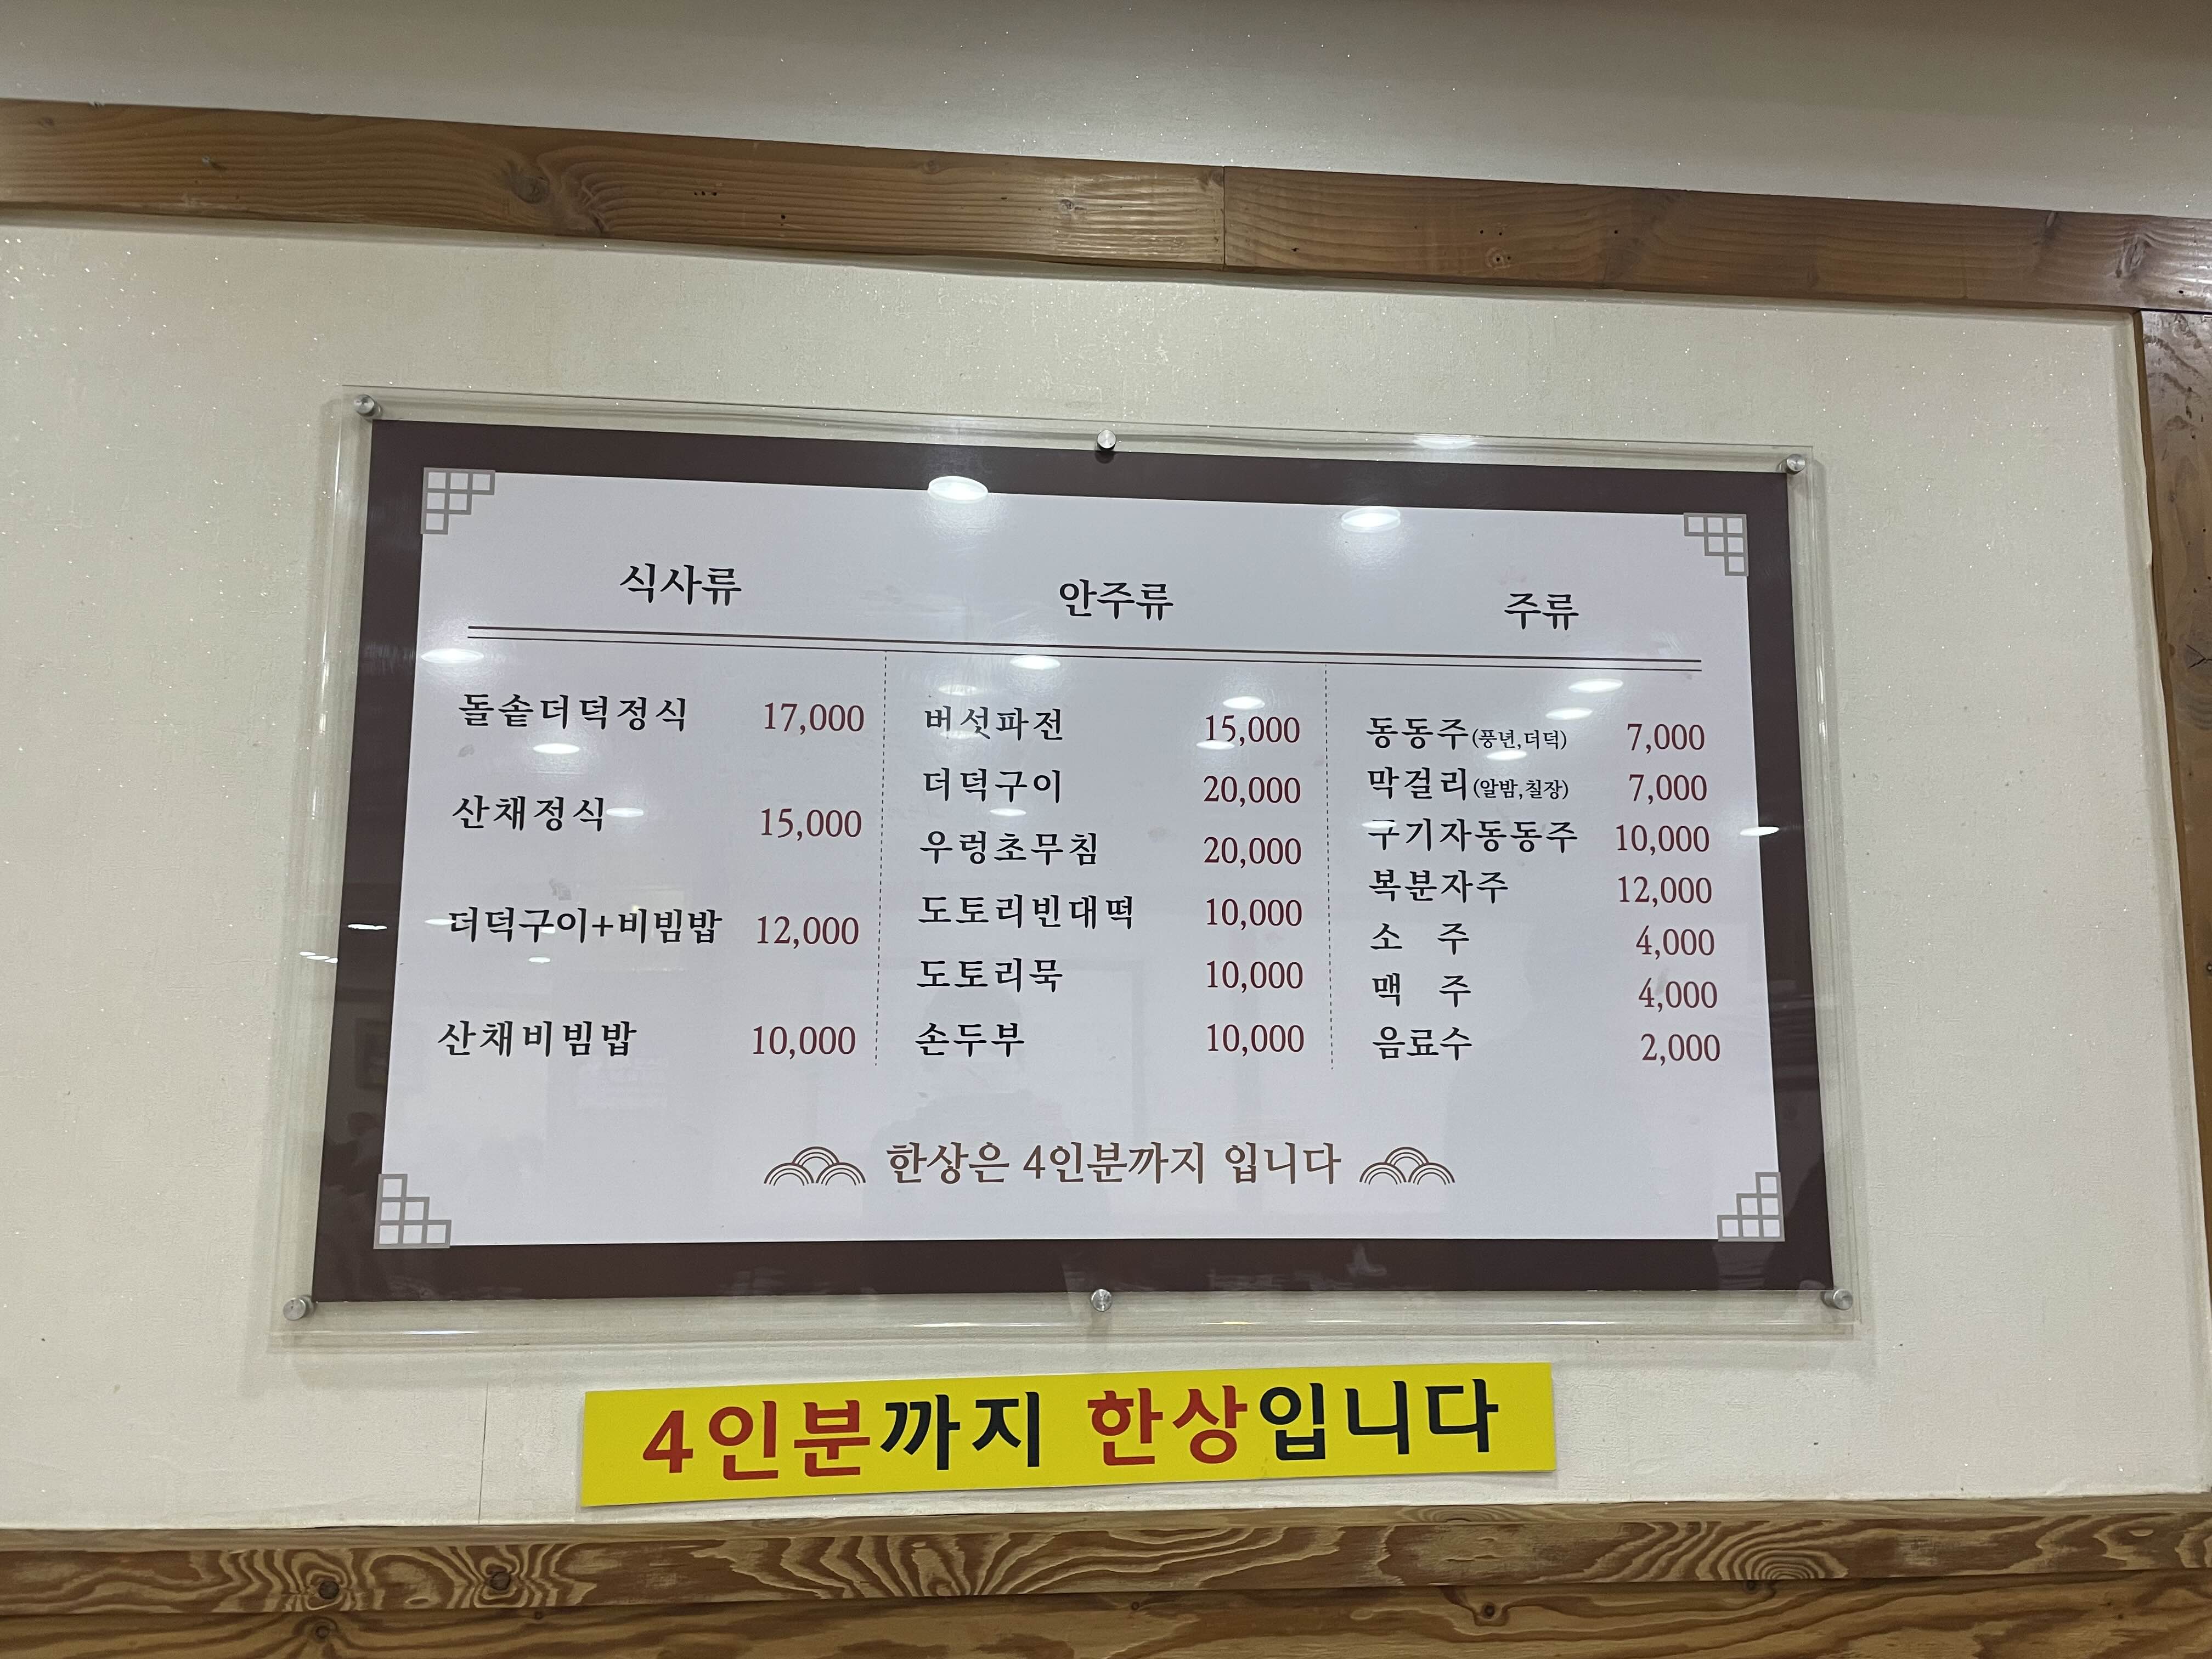 식사류
돌솥더덕정식 17,000
산채정식 15,000
더덕구이+비빔밥 12,000
산채비빔밥 10,000
안주류
버섯파전 15,000
더덕구이 20,000
우렁초무침 20,000
도토리빈대떡 10,000
도토리묵 10,000
손두부 10,000
주류
동동주(풍년,더덕) 7,000
막걸리(알밤,칠장) 7,000
구기자동동주 10,000
복분자주 12,000
소 주 4,000
맥 주 4,000
음료수 2,000
한상은 4인분까지 입니다
4인분까지 한상입니다